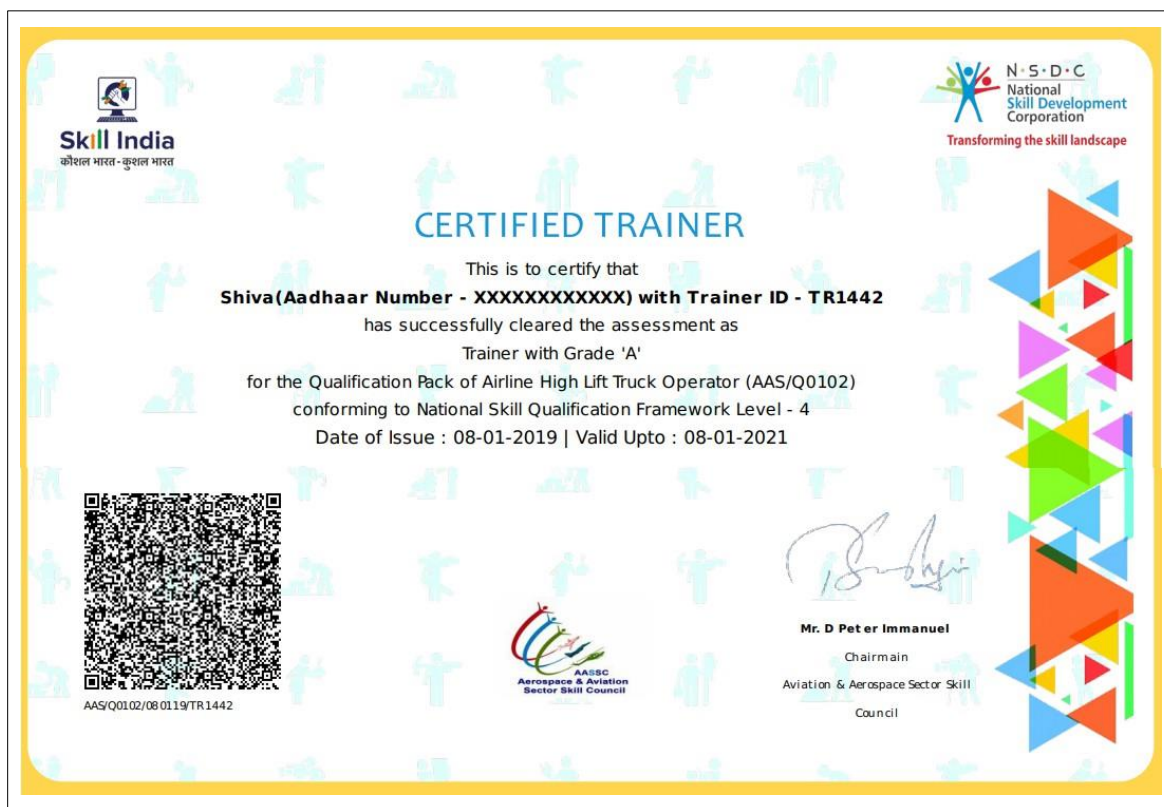 Skill India
कौशल भारत - कुशल भारत
N·S·D·C
National
Skill Development
Corporation
Transforming the skill landscape
CERTIFIED TRAINER
This is to certify that
Shiva(Aadhaar Number - XXXXXXXXXXXX) with Trainer ID - TR1442
has successfully cleared the assessment as
Trainer with Grade 'A'
for the Qualification Pack of Airline High Lift Truck Operator (AAS/Q0102)
conforming to National Skill Qualification Framework Level - 4
Date of Issue : 08-01-2019 | Valid Upto : 08-01-2021
AAS/Q0102/080119/TR1442
AASSC
Aerospace & Aviation
Sector Skill Council
Mr. D Pet er Immanuel
Chairmain
Aviation & Aerospace Sector Skill
Council